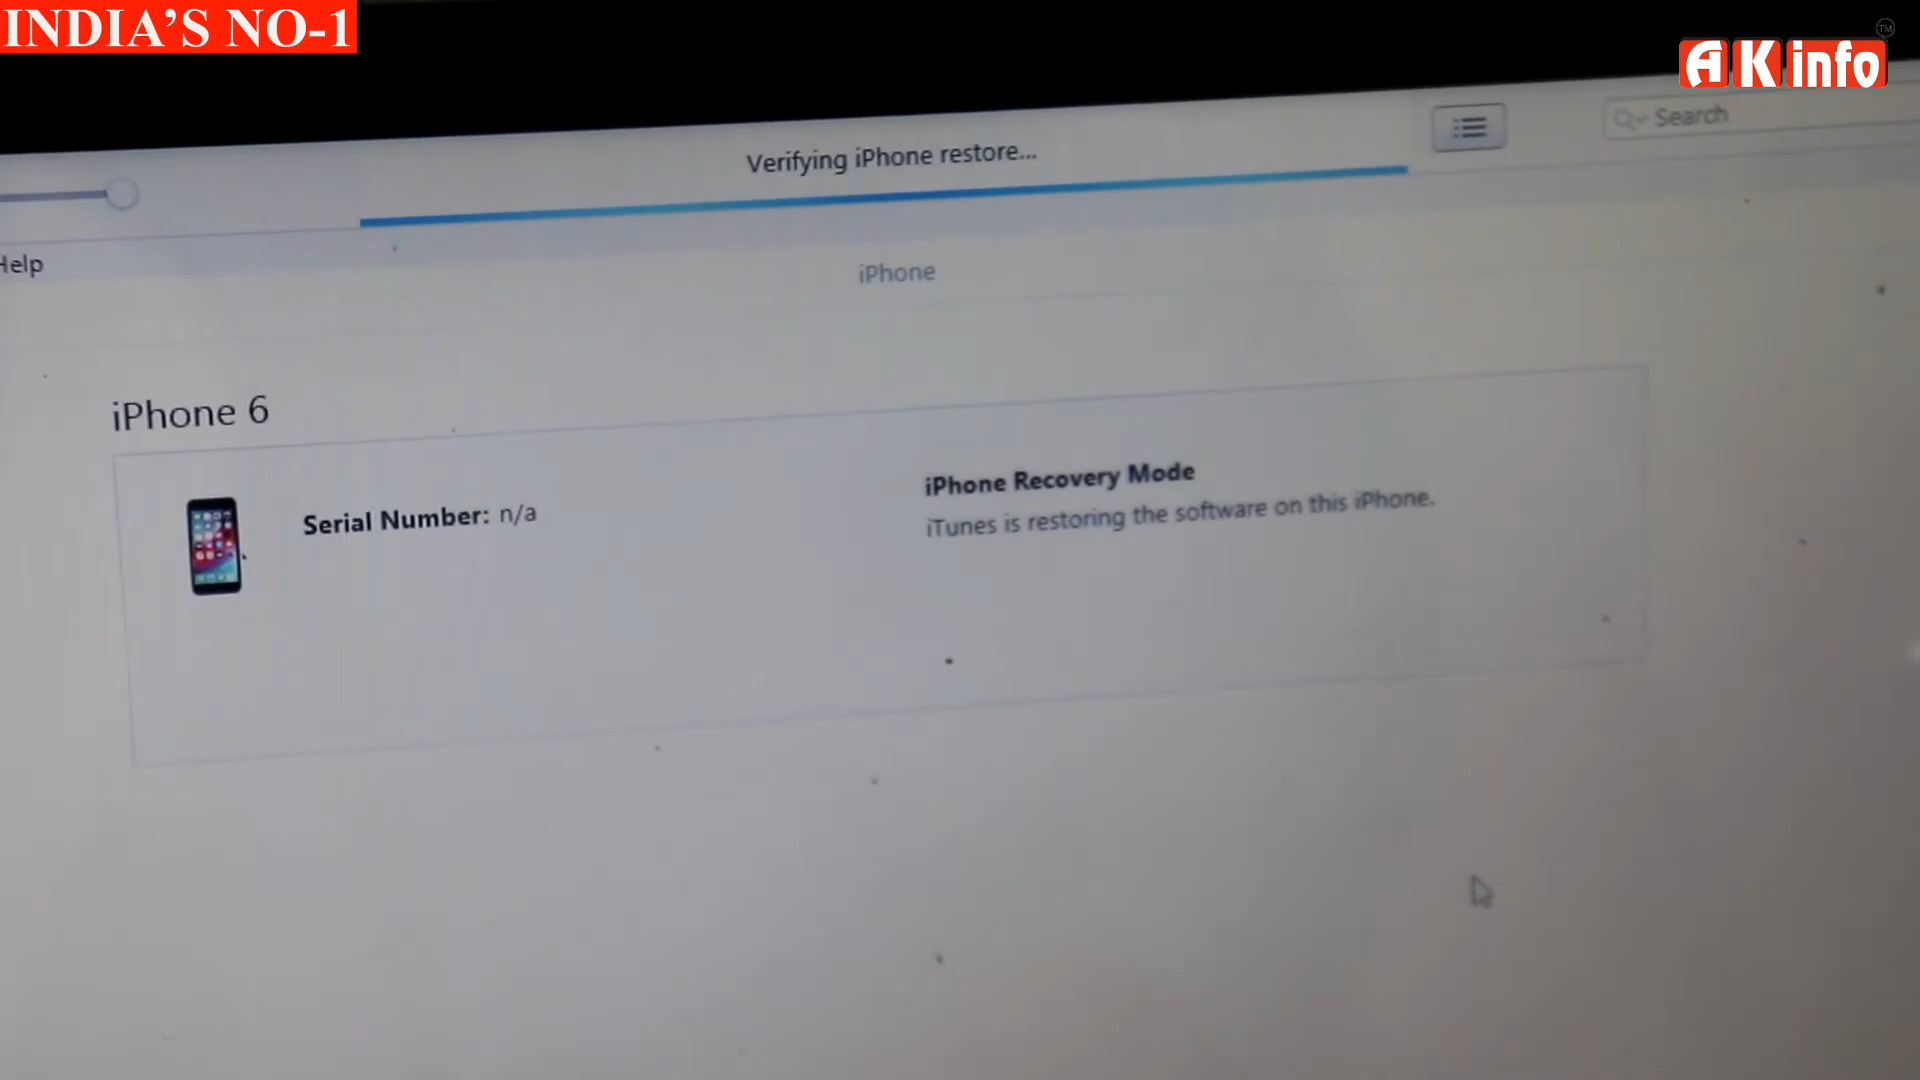 INDIA'S NO-1
AK info
TM
Search
Verifying iPhone restore...
Help
iPhone
iPhone 6
iPhone Recovery Mode
Serial Number: n/a
iTunes is restoring the software on this iPhone.